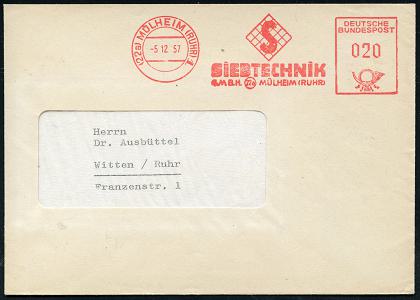 (22a) MÜLHEIM (RUHR) 1
-5 12 57
S
SIEBTECHNIK
G.M.B.H. 22a MÜLHEIM (RUHR)
DEUTSCHE
BUNDESPOST
020
Herrn
Dr. Ausbüttel
Witten / Ruhr
Franzenstr. 1